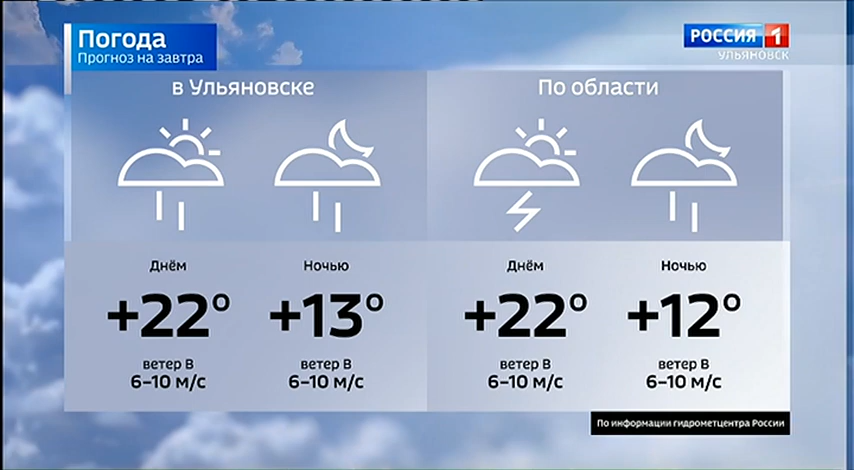 Погода
Прогноз на завтра
РОССИЯ 1
УЛЬЯНОВСК
в Ульяновске
По области
Днём
Ночью
Днём
Ночью
+22°
+13°
+22°
+12°
ветер В
ветер В
ветер В
ветер В
6-10 м/с
6-10 м/с
6-10 м/с
6-10 м/с
По информации гидрометцентра России